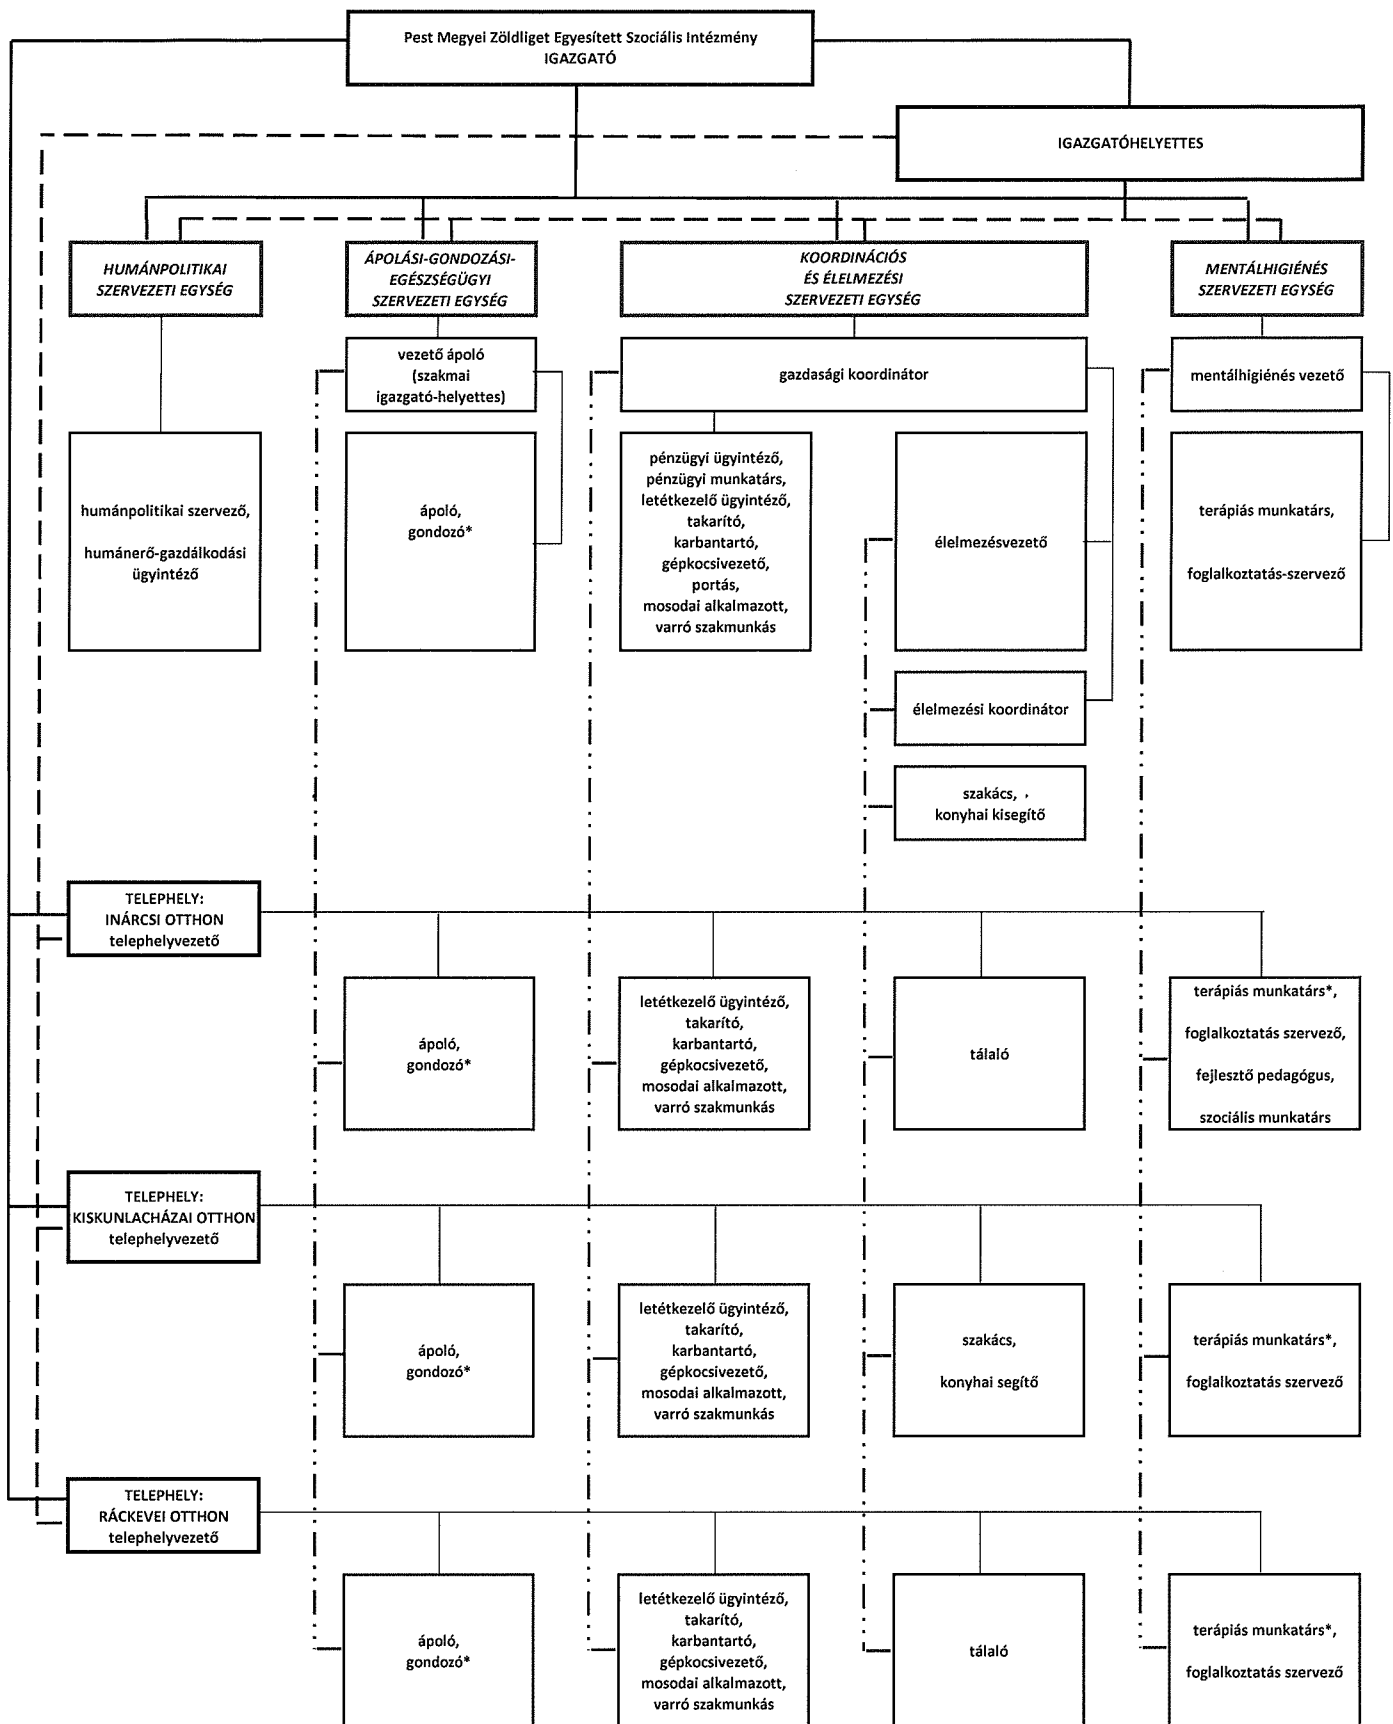 Pest Megyei Zöldliget Egyesített Szociális Intézmény
IGAZGATÓ
IGAZGATÓHELYETTES
HUMÁNPOLITIKAI
SZERVEZETI EGYSÉG
ÁPOLÁSI-GONDOZÁSI-
EGÉSZSÉGÜGYI
SZERVEZETI EGYSÉG
KOORDINÁCIÓS
ÉS ÉLELMEZÉSI
SZERVEZETI EGYSÉG
MENTÁLHIGIÉNÉS
SZERVEZETI EGYSÉG
vezető ápoló
(szakmai
igazgató-helyettes)
gazdasági koordinátor
mentálhigiénés vezető
humánpolitikai szervező,
humánerő-gazdálkodási
ügyintéző
ápoló,
gondozó*
pénzügyi ügyintéző,
pénzügyi munkatárs,
letétkezelő ügyintéző,
takarító,
karbantartó,
gépkocsivezető,
portás,
mosodai alkalmazott,
varró szakmunkás
élelmezésvezető
terápiás munkatárs,
foglalkoztatás-szervező
élelmezési koordinátor
szakács,
konyhai kisegítő
TELEPHELY:
INÁRCSI OTTHON
telephelyvezető
ápoló,
gondozó*
letétkezelő ügyintéző,
takarító,
karbantartó,
gépkocsivezető,
mosodai alkalmazott,
varró szakmunkás
tálaló
terápiás munkatárs*,
foglalkoztatás szervező,
fejlesztő pedagógus,
szociális munkatárs
TELEPHELY:
KISKUNLACHÁZAI OTTHON
telephelyvezető
ápoló,
gondozó*
letétkezelő ügyintéző,
takarító,
karbantartó,
gépkocsivezető,
mosodai alkalmazott,
varró szakmunkás
szakács,
konyhai segítő
terápiás munkatárs*,
foglalkoztatás szervező
TELEPHELY:
RÁCKEVEI OTTHON
telephelyvezető
ápoló,
gondozó*
letétkezelő ügyintéző,
takarító,
karbantartó,
gépkocsivezető,
mosodai alkalmazott,
varró szakmunkás
tálaló
terápiás munkatárs*,
foglalkoztatás szervező